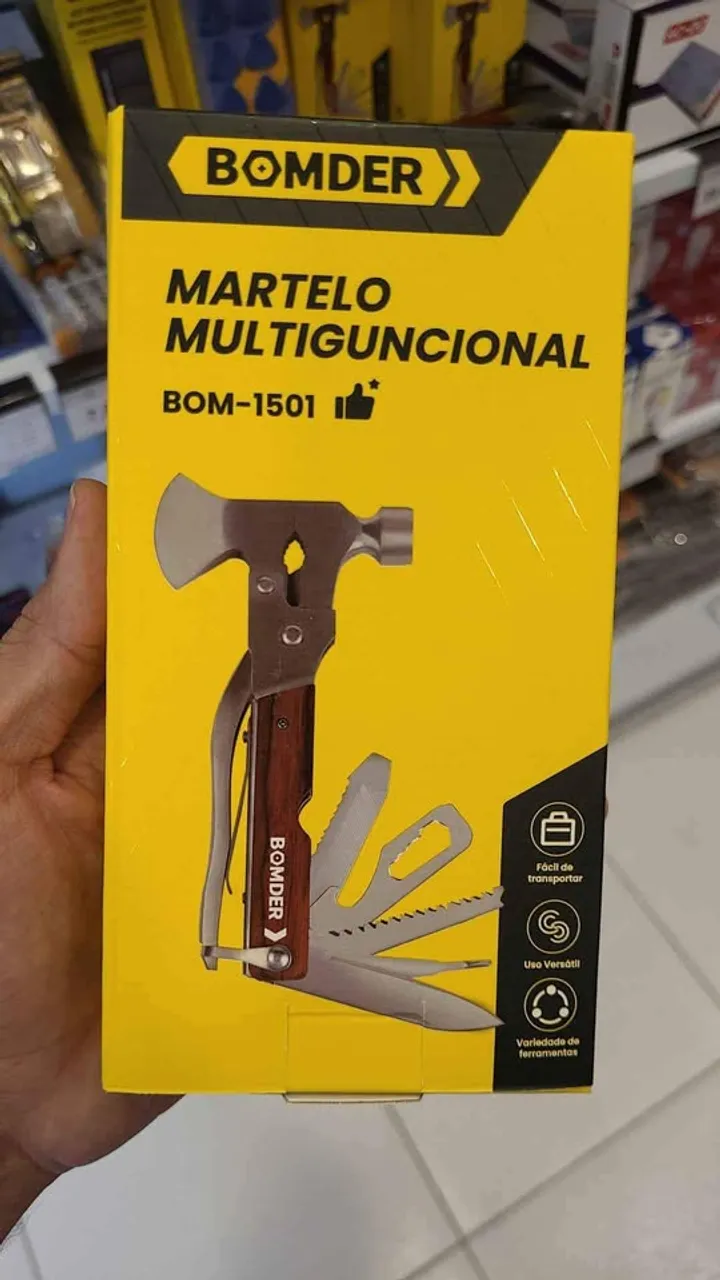 BOMDER
MARTELO
MULTIGUNCIONAL
BOM-1501
BOMDER
Fácil de
transportar
Uso Versátil
Variedade de
ferramentas